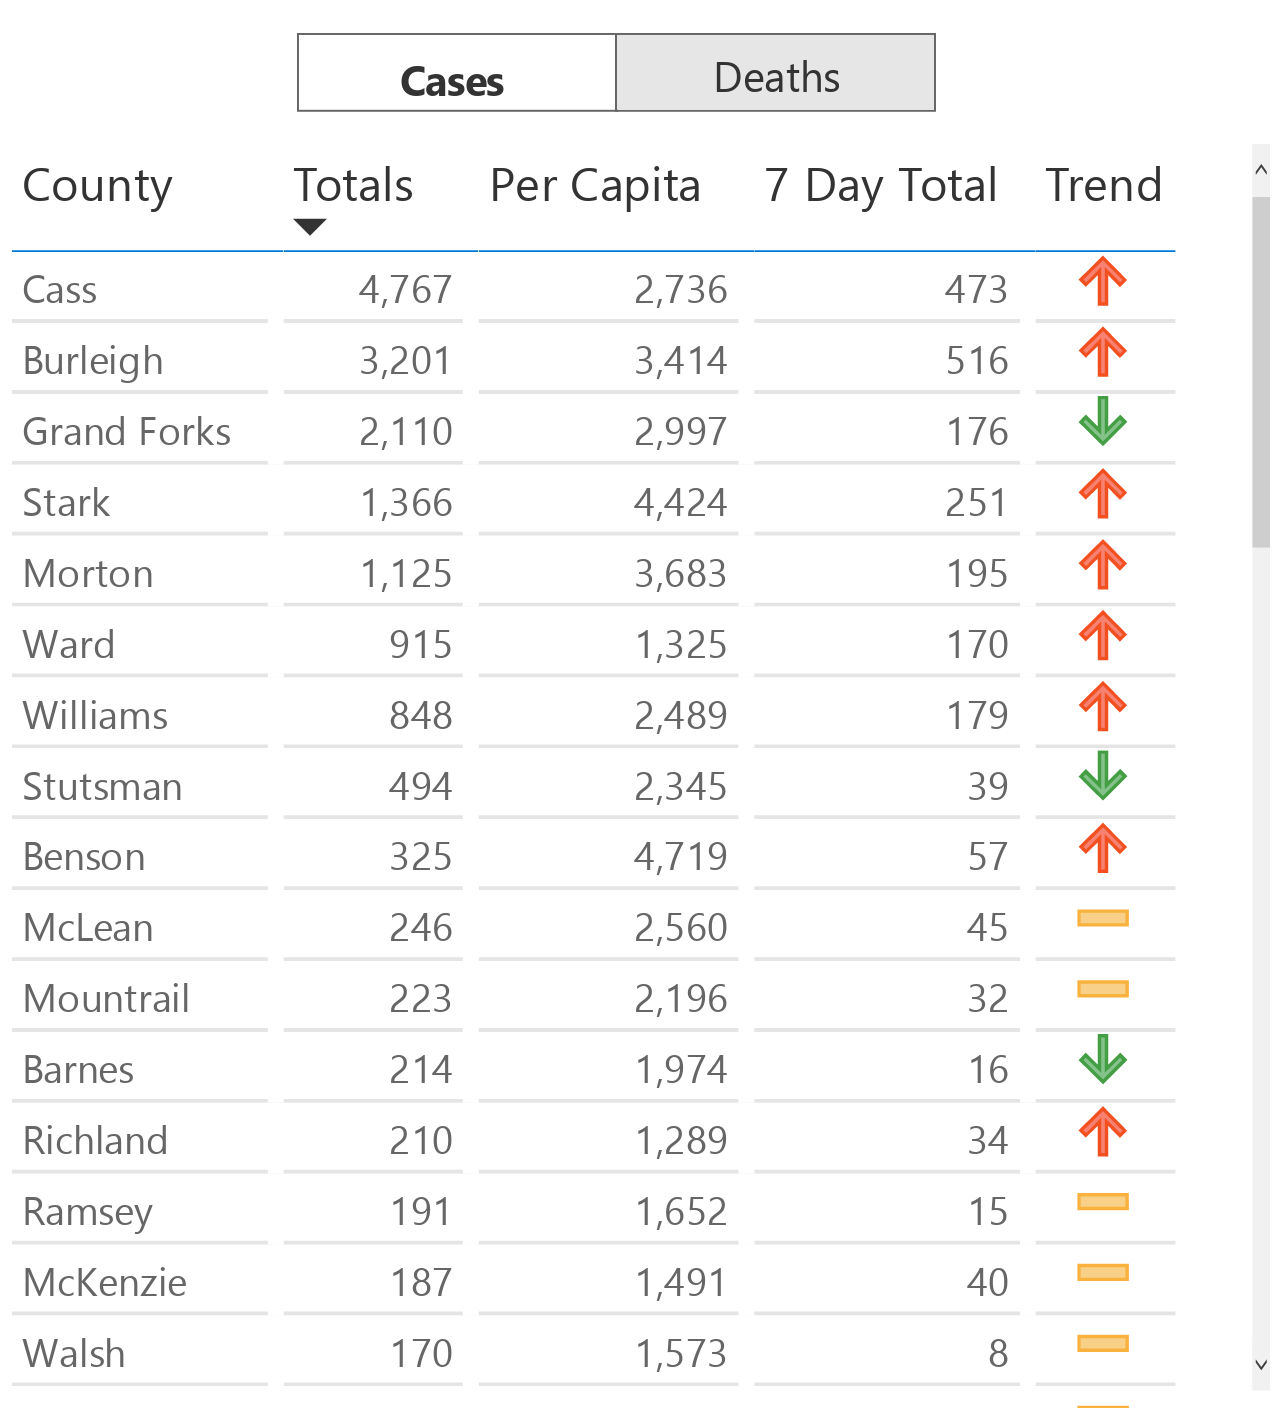 Cases Deaths
County Totals Per Capita 7 Day Total Trend
Cass 4,767 2,736 473
Burleigh 3,201 3,414 516
Grand Forks 2,110 2,997 176
Stark 1,366 4,424 251
Morton 1,125 3,683 195
Ward 915 1,325 170
Williams 848 2,489 179
Stutsman 494 2,345 39
Benson 325 4,719 57
McLean 246 2,560 45
Mountrail 223 2,196 32
Barnes 214 1,974 16
Richland 210 1,289 34
Ramsey 191 1,652 15
McKenzie 187 1,491 40
Walsh 170 1,573 8